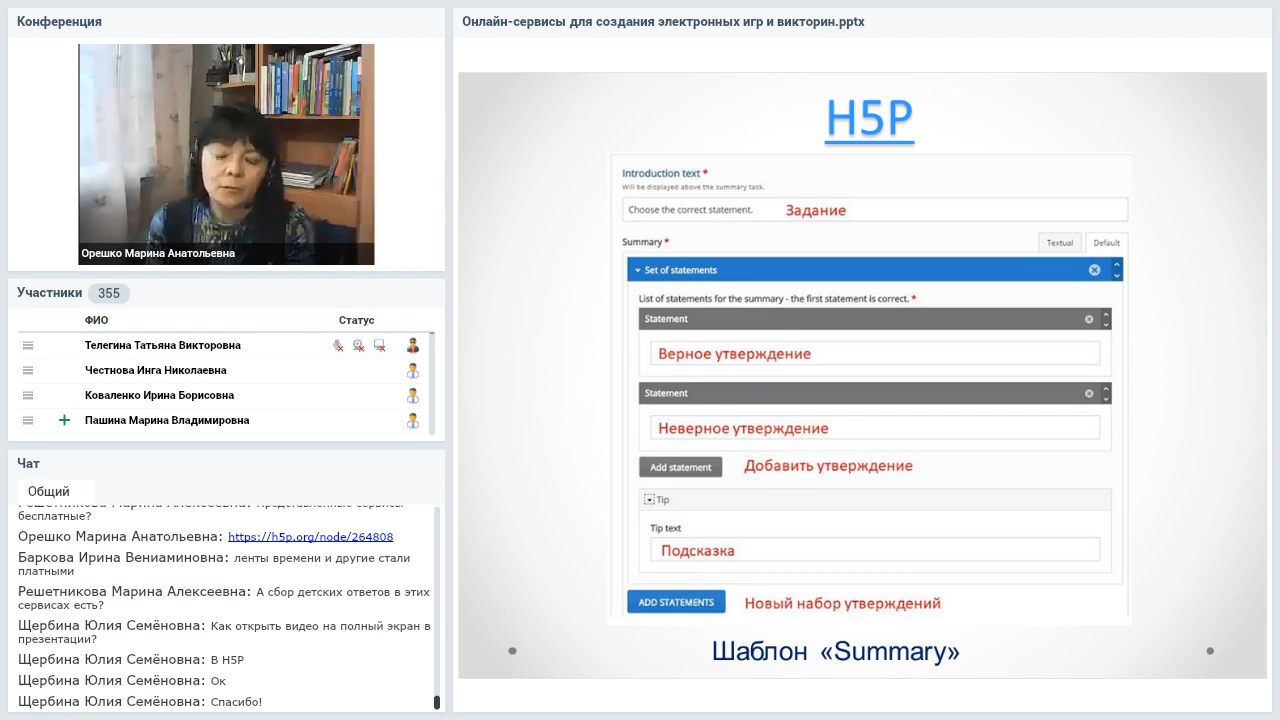 Конференция
Орешко Марина Анатольевна
Участники 355
ФИО Статус
Телегина Татьяна Викторовна
Честнова Инга Николаевна
Коваленко Ирина Борисовна
Пашина Марина Владимировна
Чат
Общий
Решетникова Марина Алексеевна: Представленные сервисы
бесплатные?
Орешко Марина Анатольевна: https://h5p.org/node/264808
Баркова Ирина Вениаминовна: ленты времени и другие стали
платными
Решетникова Марина Алексеевна: А сбор детских ответов в этих
сервисах есть?
Щербина Юлия Семёновна: Как открыть видео на полный экран в
презентации?
Щербина Юлия Семёновна: В H5P
Щербина Юлия Семёновна: Ок
Щербина Юлия Семёновна: Спасибо!
Онлайн-сервисы для создания электронных игр и викторин.pptx
H5P
Introduction text *
Will be displayed above the summary task.
Choose the correct statement. Задание
Summary * Textual Default
Set of statements
List of statements for the summary - the first statement is correct. *
Statement
Верное утверждение
Statement
Неверное утверждение
Add statement Добавить утверждение
Tip
Tip text
Подсказка
ADD STATEMENTS Новый набор утверждений
Шаблон «Summary»